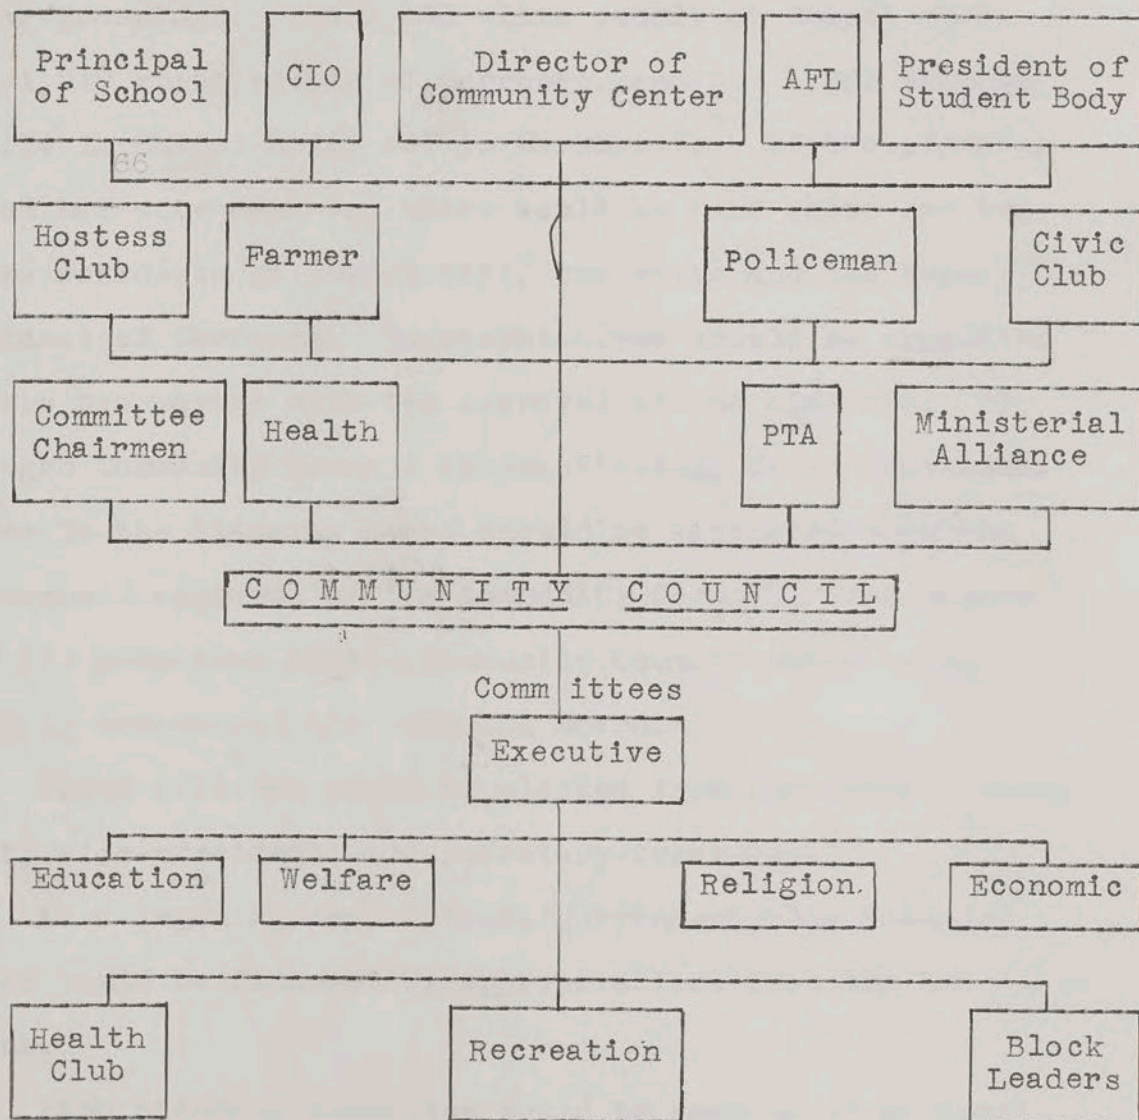 Principal
of School
CIO
Director of
Community Center
AFL
President of
Student Body
66
Hostess
Club
Farmer
Policeman
Civic
Club
Committee
Chairmen
Health
PTA
Ministerial
Alliance
COMMUNITY COUNCIL
Committees
Executive
Education
Welfare
Religion.
Economic
Health
Club
Recreation
Block
Leaders